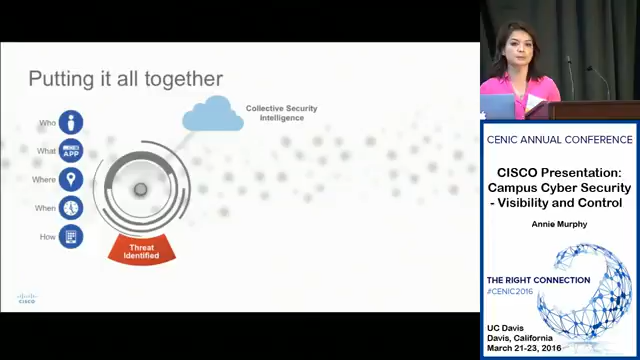 Putting it all together
Who
What
APP
Where
When
How
Collective Security
Intelligence
Threat
Identified
CISCO
CENIC ANNUAL CONFERENCE
CISCO Presentation:
Campus Cyber Security
- Visibility and Control
Annie Murphy
THE RIGHT CONNECTION
#CENIC2016
UC Davis
Davis, California
March 21-23, 2016